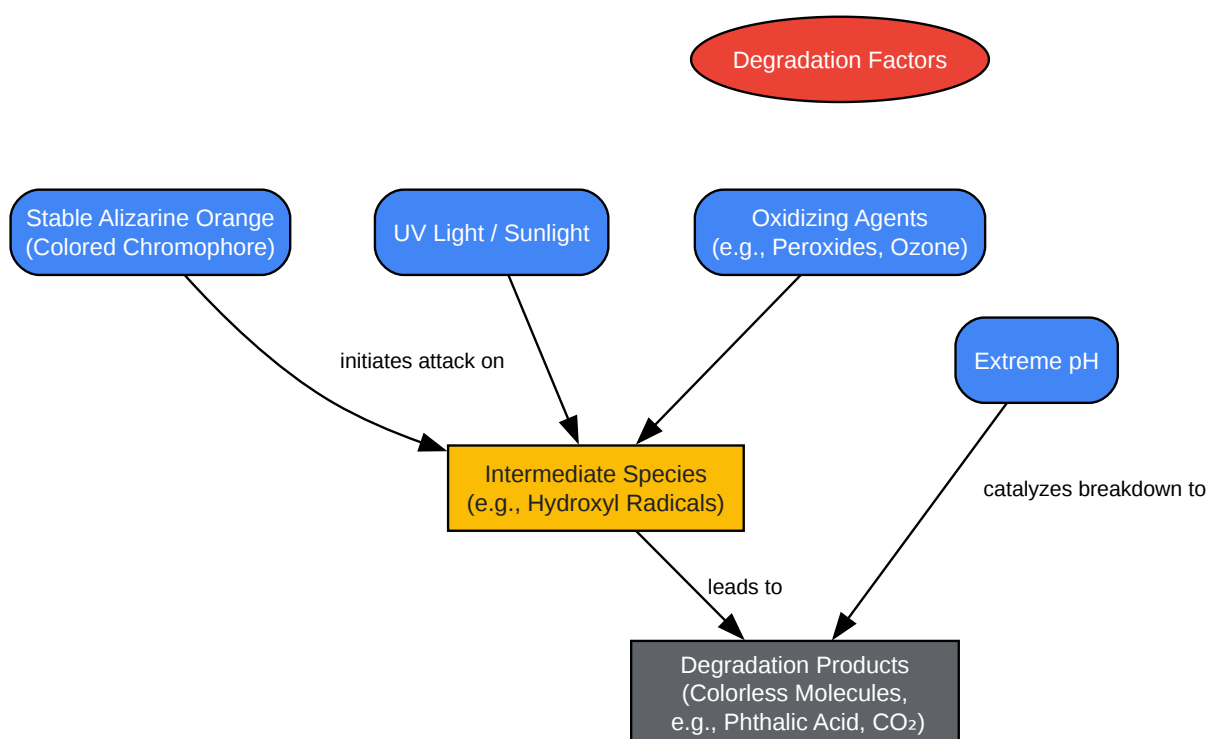 Degradation Factors
Stable Alizarine Orange
(Colored Chromophore)
UV Light / Sunlight
Oxidizing Agents
(e.g., Peroxides, Ozone)
Extreme pH
initiates attack on
Intermediate Species
(e.g., Hydroxyl Radicals)
catalyzes breakdown to
leads to
Degradation Products
(Colorless Molecules,
e.g., Phthalic Acid, CO₂)